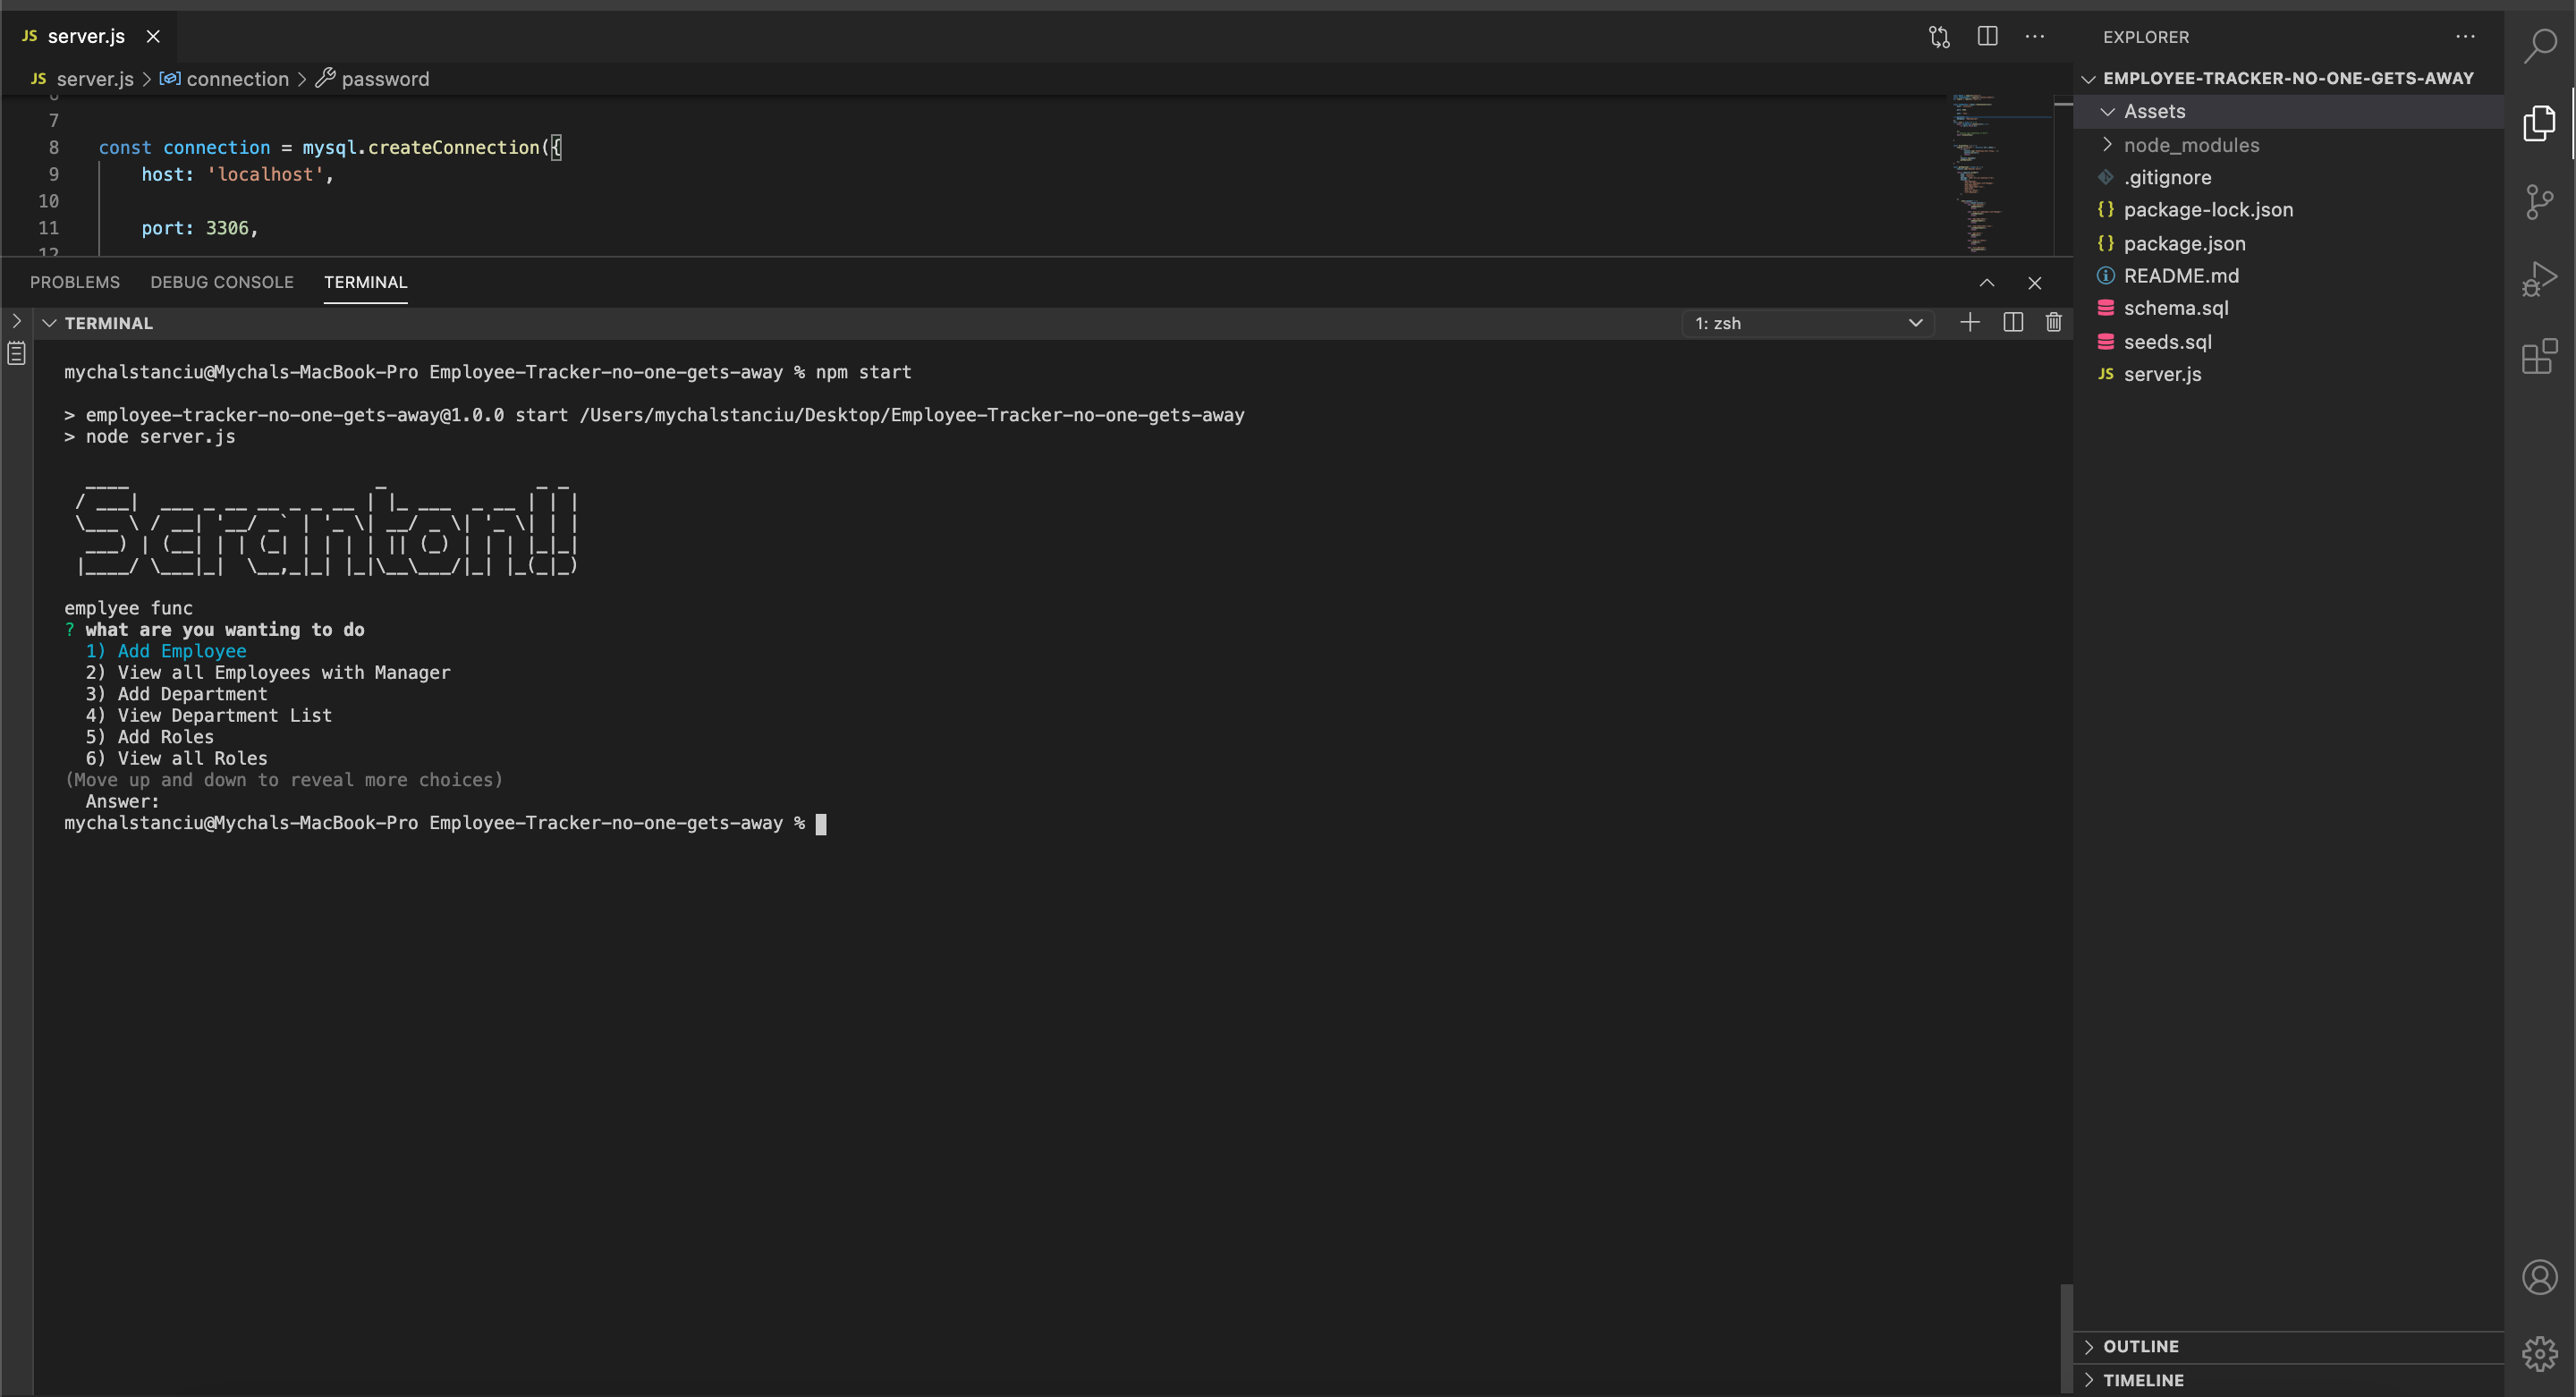 JS server.js
JS server.js > connection > password
6
7
8 const connection = mysql.createConnection({
9 host: 'localhost',
10
11 port: 3306,
12
PROBLEMS DEBUG CONSOLE TERMINAL
TERMINAL
1: zsh
mychalstanciu@Mychals-MacBook-Pro Employee-Tracker-no-one-gets-away % npm start
> employee-tracker-no-one-gets-away@1.0.0 start /Users/mychalstanciu/Desktop/Employee-Tracker-no-one-gets-away
> node server.js
Scranton!!
emplyee func
? what are you wanting to do
1) Add Employee
2) View all Employees with Manager
3) Add Department
4) View Department List
5) Add Roles
6) View all Roles
(Move up and down to reveal more choices)
Answer:
mychalstanciu@Mychals-MacBook-Pro Employee-Tracker-no-one-gets-away %
EXPLORER
EMPLOYEE-TRACKER-NO-ONE-GETS-AWAY
Assets
node_modules
.gitignore
{} package-lock.json
{} package.json
README.md
schema.sql
seeds.sql
JS server.js
OUTLINE
TIMELINE